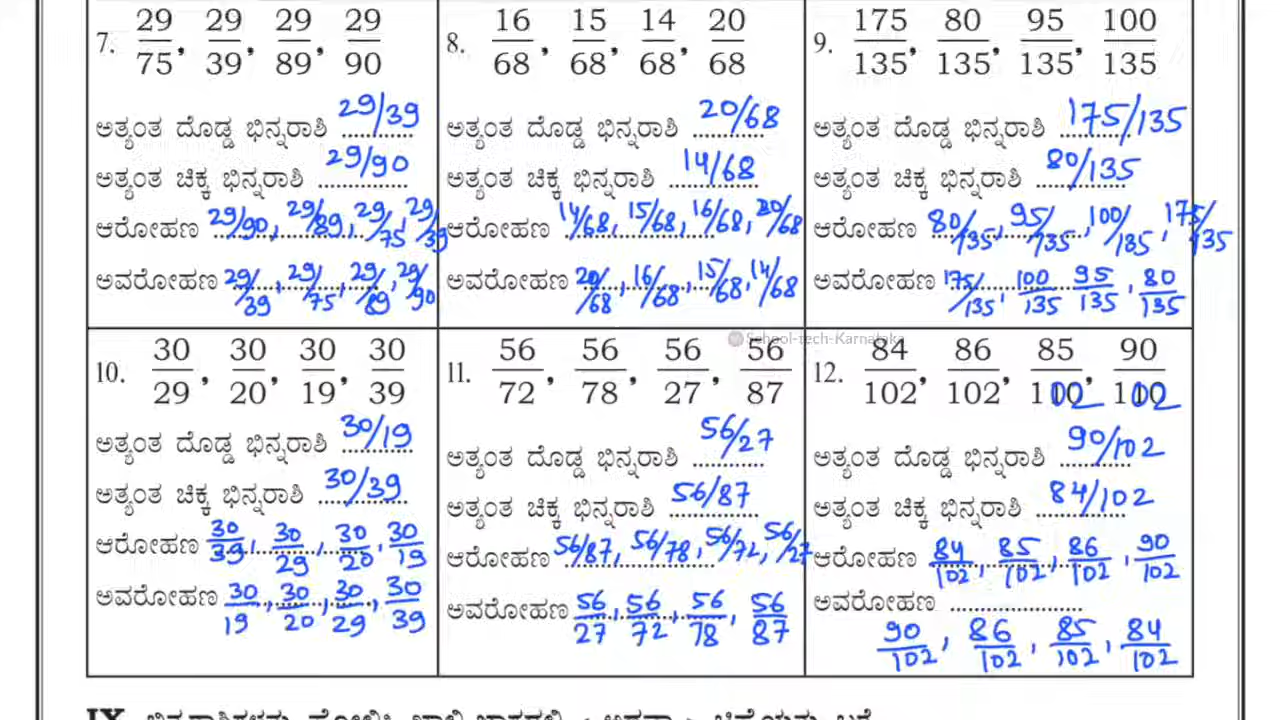 7. 29/75, 29/39, 29/89, 29/90
ಅತ್ಯಂತ ದೊಡ್ಡ ಭಿನ್ನರಾಶಿ 29/39
ಅತ್ಯಂತ ಚಿಕ್ಕ ಭಿನ್ನರಾಶಿ 29/90
ಆರೋಹಣ 29/90, 29/89, 29/75, 29/39
ಅವರೋಹಣ 29/39, 29/75, 29/89, 29/90
8. 16/68, 15/68, 14/68, 20/68
ಅತ್ಯಂತ ದೊಡ್ಡ ಭಿನ್ನರಾಶಿ 20/68
ಅತ್ಯಂತ ಚಿಕ್ಕ ಭಿನ್ನರಾಶಿ 14/68
ಆರೋಹಣ 14/68, 15/68, 16/68, 20/68
ಅವರೋಹಣ 20/68, 16/68, 15/68, 14/68
9. 175/135, 80/135, 95/135, 100/135
ಅತ್ಯಂತ ದೊಡ್ಡ ಭಿನ್ನರಾಶಿ 175/135
ಅತ್ಯಂತ ಚಿಕ್ಕ ಭಿನ್ನರಾಶಿ 80/135
ಆರೋಹಣ 80/135, 95/135, 100/135, 175/135
ಅವರೋಹಣ 175/135, 100/135 95/135, 80/135
School-tech-Karnataka
10. 30/29, 30/20, 30/19, 30/39
ಅತ್ಯಂತ ದೊಡ್ಡ ಭಿನ್ನರಾಶಿ 30/19
ಅತ್ಯಂತ ಚಿಕ್ಕ ಭಿನ್ನರಾಶಿ 30/39
ಆರೋಹಣ 30/39, 30/29, 30/20, 30/19
ಅವರೋಹಣ 30/19, 30/20, 30/29, 30/39
11. 56/72, 56/78, 56/27, 56/87
ಅತ್ಯಂತ ದೊಡ್ಡ ಭಿನ್ನರಾಶಿ 56/27
ಅತ್ಯಂತ ಚಿಕ್ಕ ಭಿನ್ನರಾಶಿ 56/87
ಆರೋಹಣ 56/87, 56/78, 56/72, 56/27
ಅವರೋಹಣ 56/27, 56/72, 56/78, 56/87
12. 84/102, 86/102, 85/102, 90/102
ಅತ್ಯಂತ ದೊಡ್ಡ ಭಿನ್ನರಾಶಿ 90/102
ಅತ್ಯಂತ ಚಿಕ್ಕ ಭಿನ್ನರಾಶಿ 84/102
ಆರೋಹಣ 84/102, 85/102, 86/102, 90/102
ಅವರೋಹಣ
90/102, 86/102, 85/102, 84/102
IX